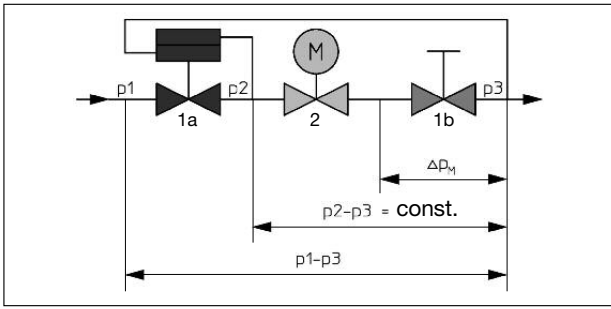 M
p1
p2
p3
1a
2
1b
ΔpM
p2-p3 = const.
p1-p3